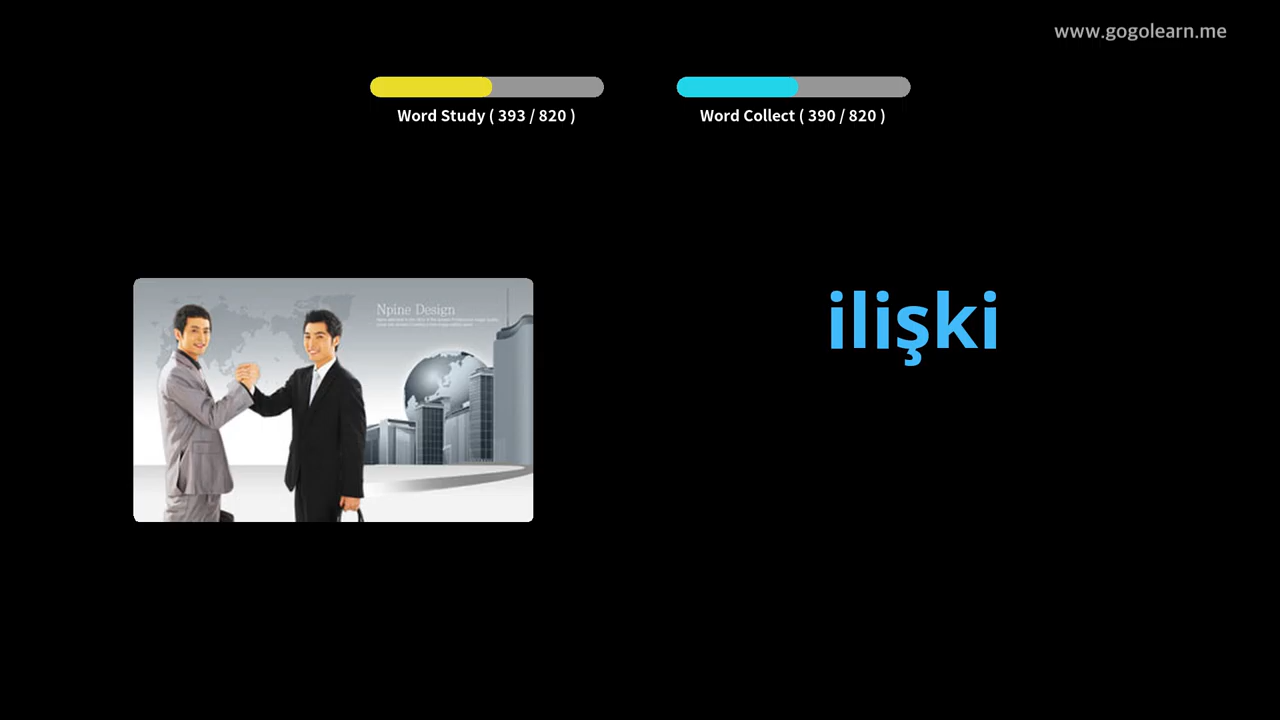 www.gogolearn.me
Word Study ( 393 / 820 )
Word Collect ( 390 / 820 )
Npine Design
ilişki